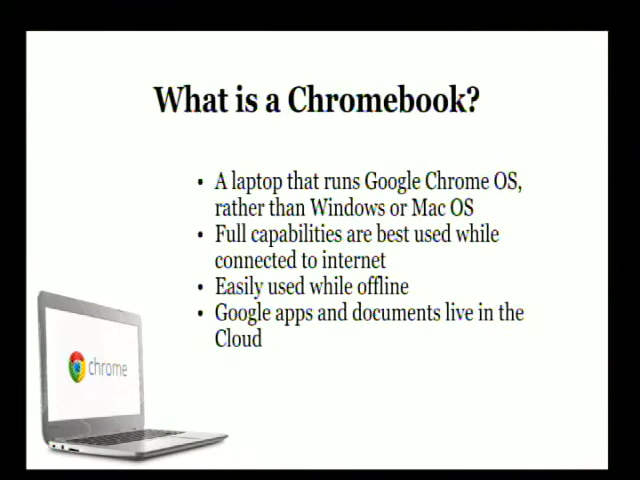 What is a Chromebook?
• A laptop that runs Google Chrome OS,
rather than Windows or Mac OS
• Full capabilities are best used while
connected to internet
• Easily used while offline
• Google apps and documents live in the
Cloud
chrome